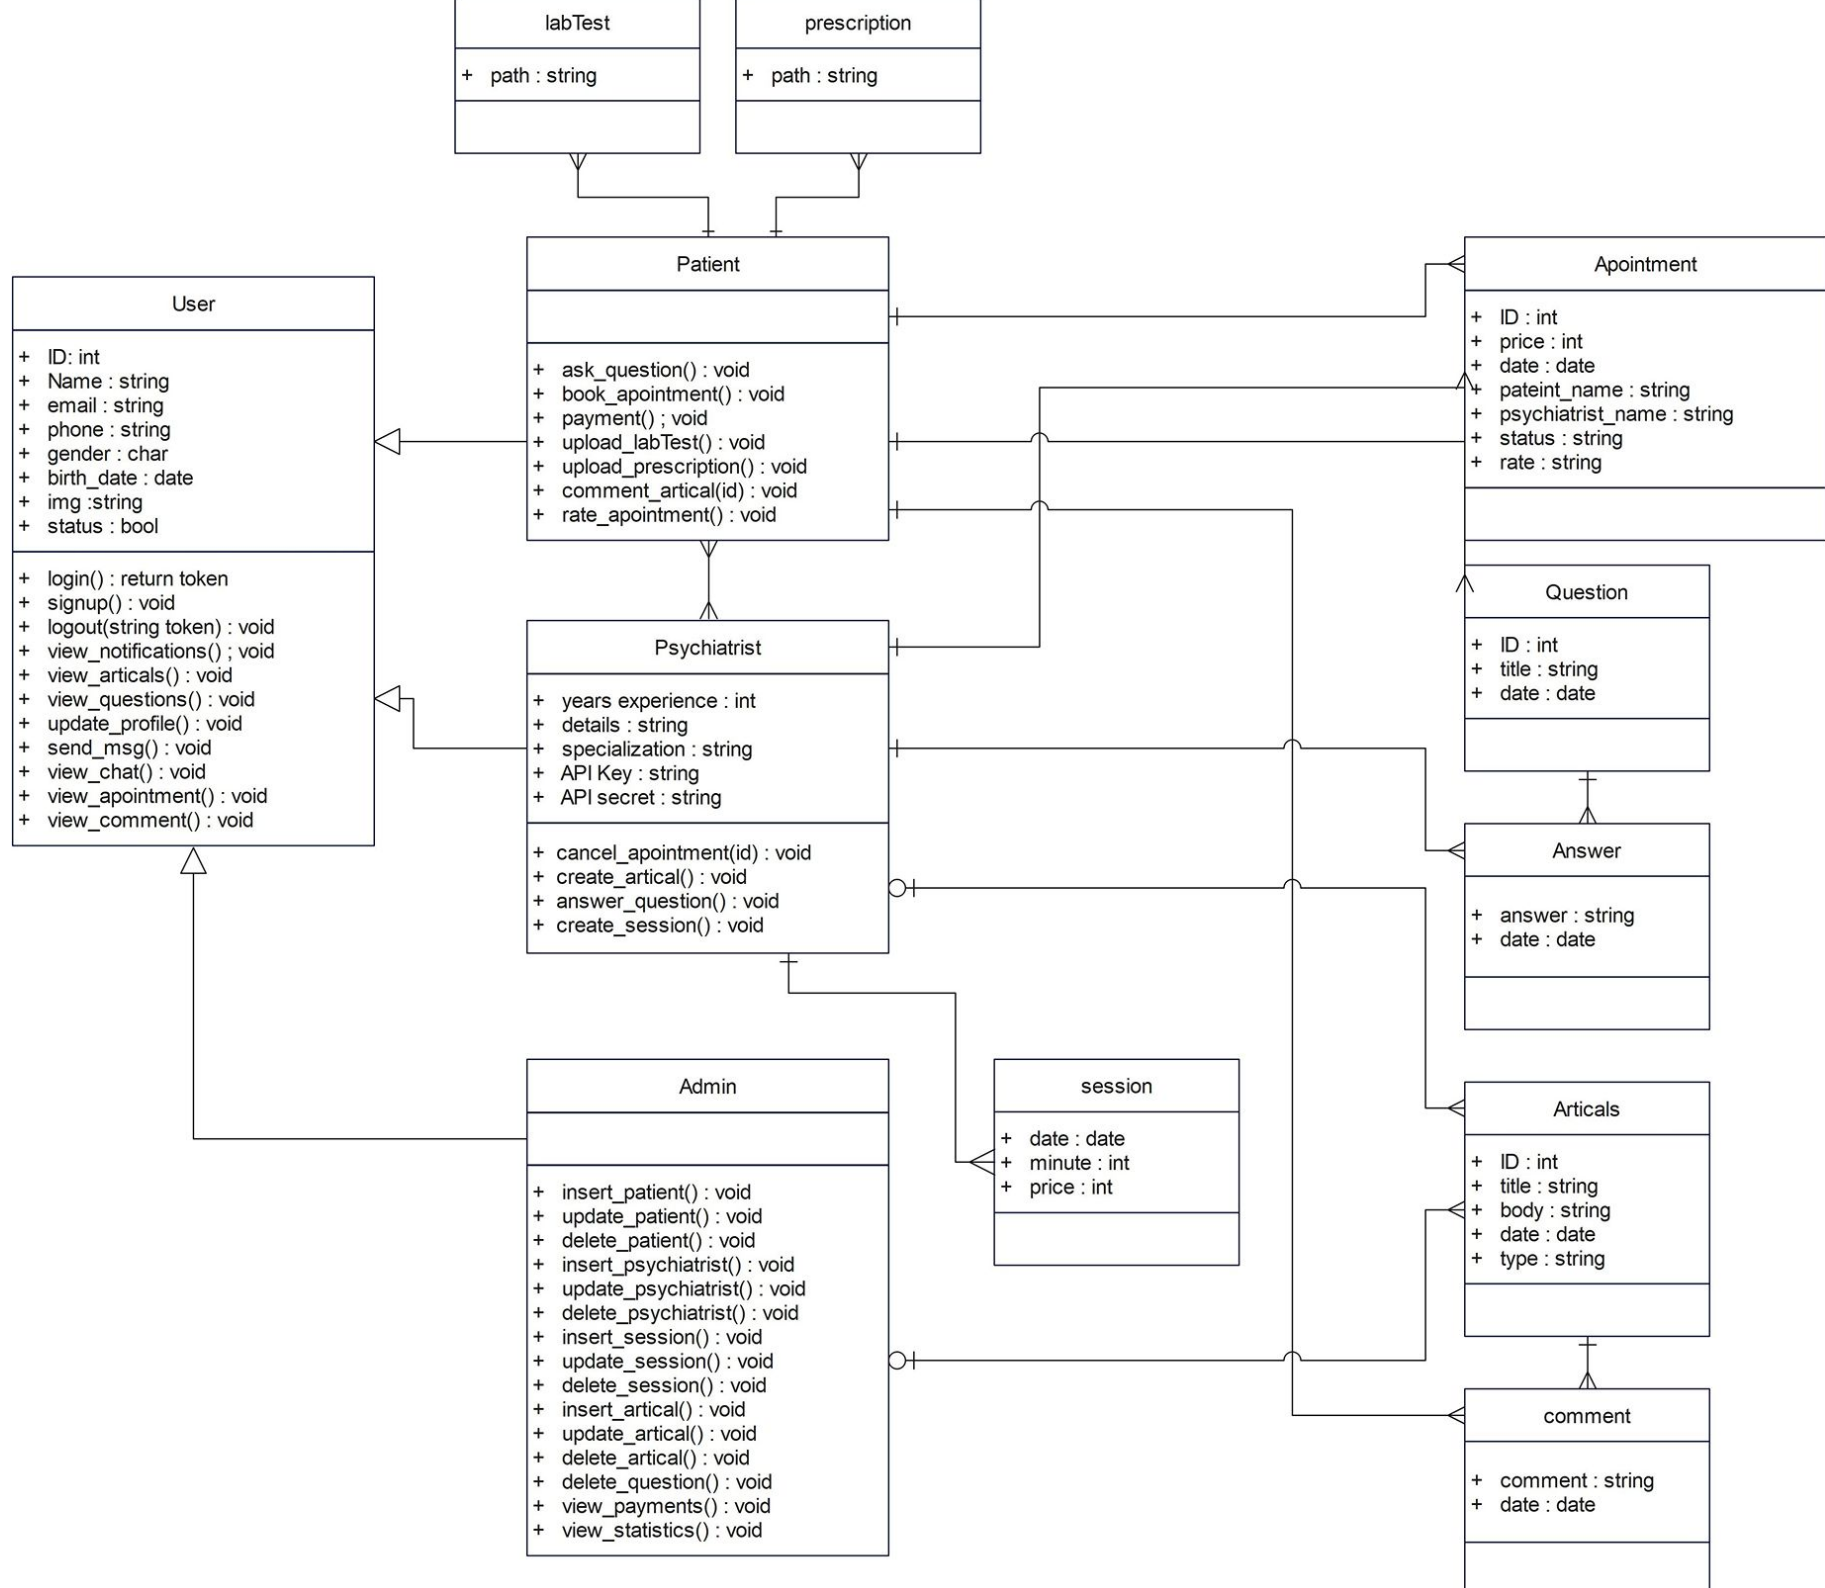 labTest
+ path : string
prescription
+ path : string
User
+ ID: int
+ Name : string
+ email : string
+ phone : string
+ gender : char
+ birth_date : date
+ img :string
+ status : bool
+ login() : return token
+ signup() : void
+ logout(string token) : void
+ view_notifications() ; void
+ view_articals() : void
+ view_questions() : void
+ update_profile() : void
+ send_msg() : void
+ view_chat() : void
+ view_apointment() : void
+ view_comment() : void
Patient
+ ask_question() : void
+ book_apointment() : void
+ payment() ; void
+ upload_labTest() : void
+ upload_prescription() : void
+ comment_artical(id) : void
+ rate_apointment() : void
Apointment
+ ID : int
+ price : int
+ date : date
+ pateint_name : string
+ psychiatrist_name : string
+ status : string
+ rate : string
Psychiatrist
+ years experience : int
+ details : string
+ specialization : string
+ API Key : string
+ API secret : string
+ cancel_apointment(id) : void
+ create_artical() : void
+ answer_question() : void
+ create_session() : void
Question
+ ID : int
+ title : string
+ date : date
Answer
+ answer : string
+ date : date
Admin
+ insert_patient() : void
+ update_patient() : void
+ delete_patient() : void
+ insert_psychiatrist() : void
+ update_psychiatrist() : void
+ delete_psychiatrist() : void
+ insert_session() : void
+ update_session() : void
+ delete_session() : void
+ insert_artical() : void
+ update_artical() : void
+ delete_artical() : void
+ delete_question() : void
+ view_payments() : void
+ view_statistics() : void
session
+ date : date
+ minute : int
+ price : int
Articals
+ ID : int
+ title : string
+ body : string
+ date : date
+ type : string
comment
+ comment : string
+ date : date